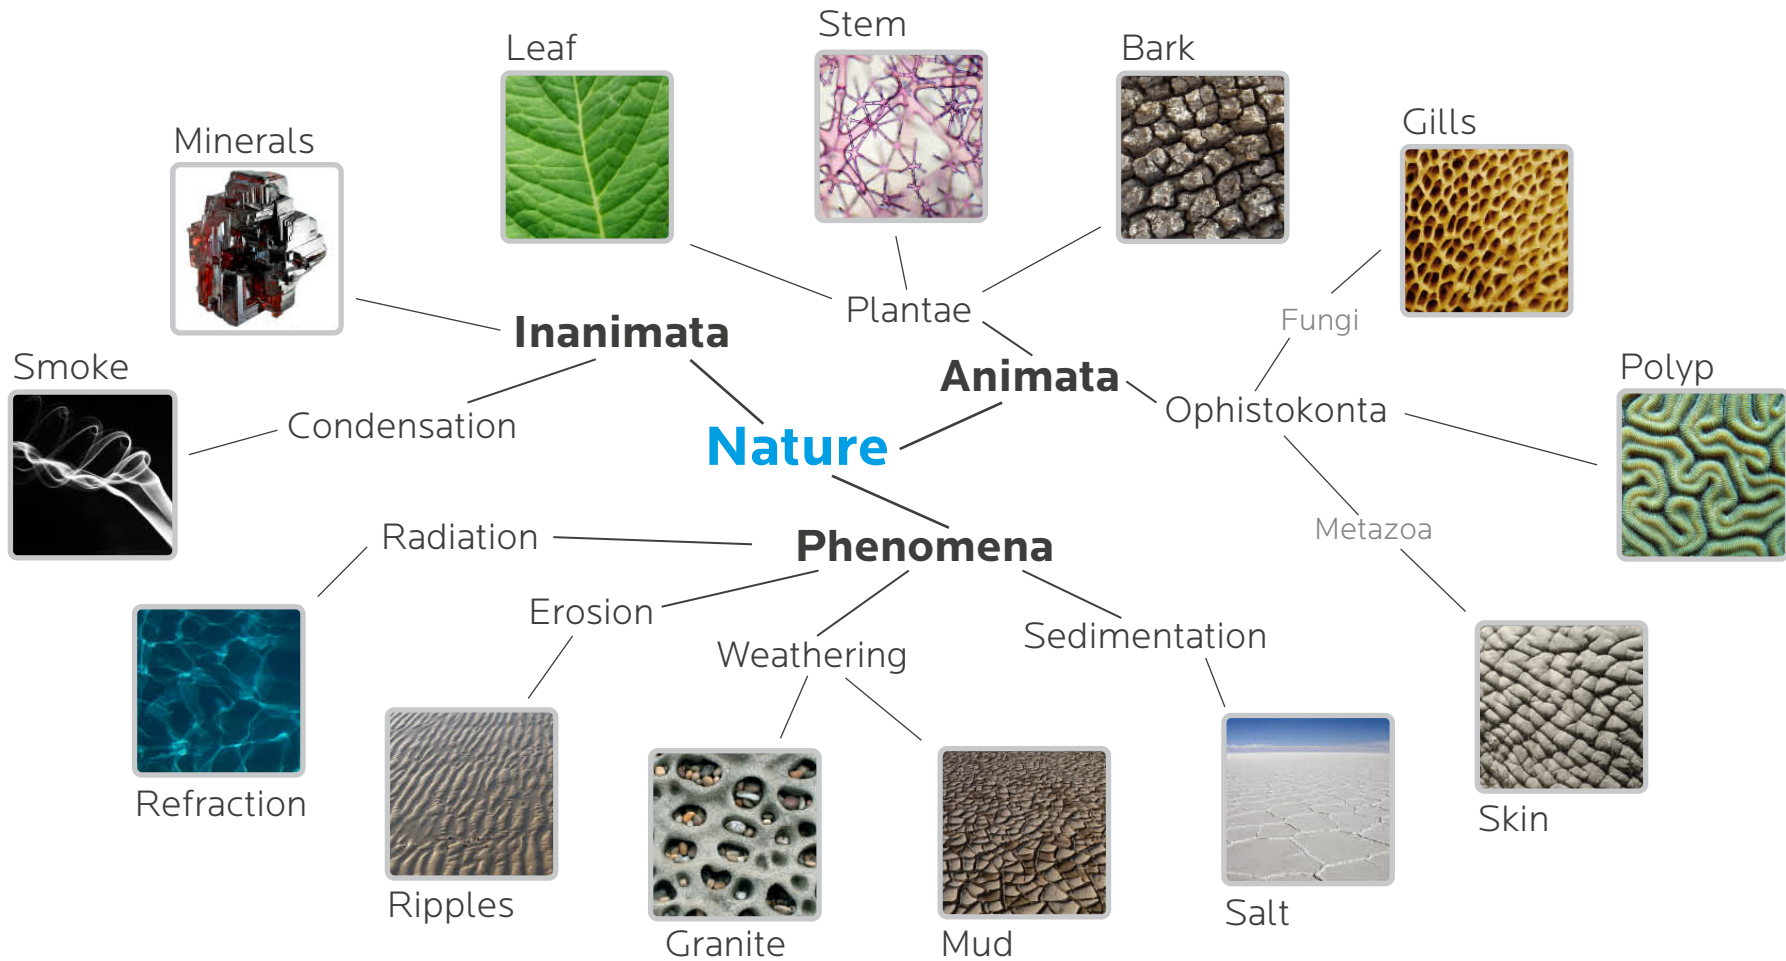 Stem
Leaf
Bark
Gills
Minerals
Plantae
Fungi
Inanimata
Smoke
Animata
Polyp
Ophistokonta
Condensation
Nature
Metazoa
Radiation
Phenomena
Erosion
Sedimentation
Weathering
Refraction
Skin
Ripples
Salt
Granite
Mud